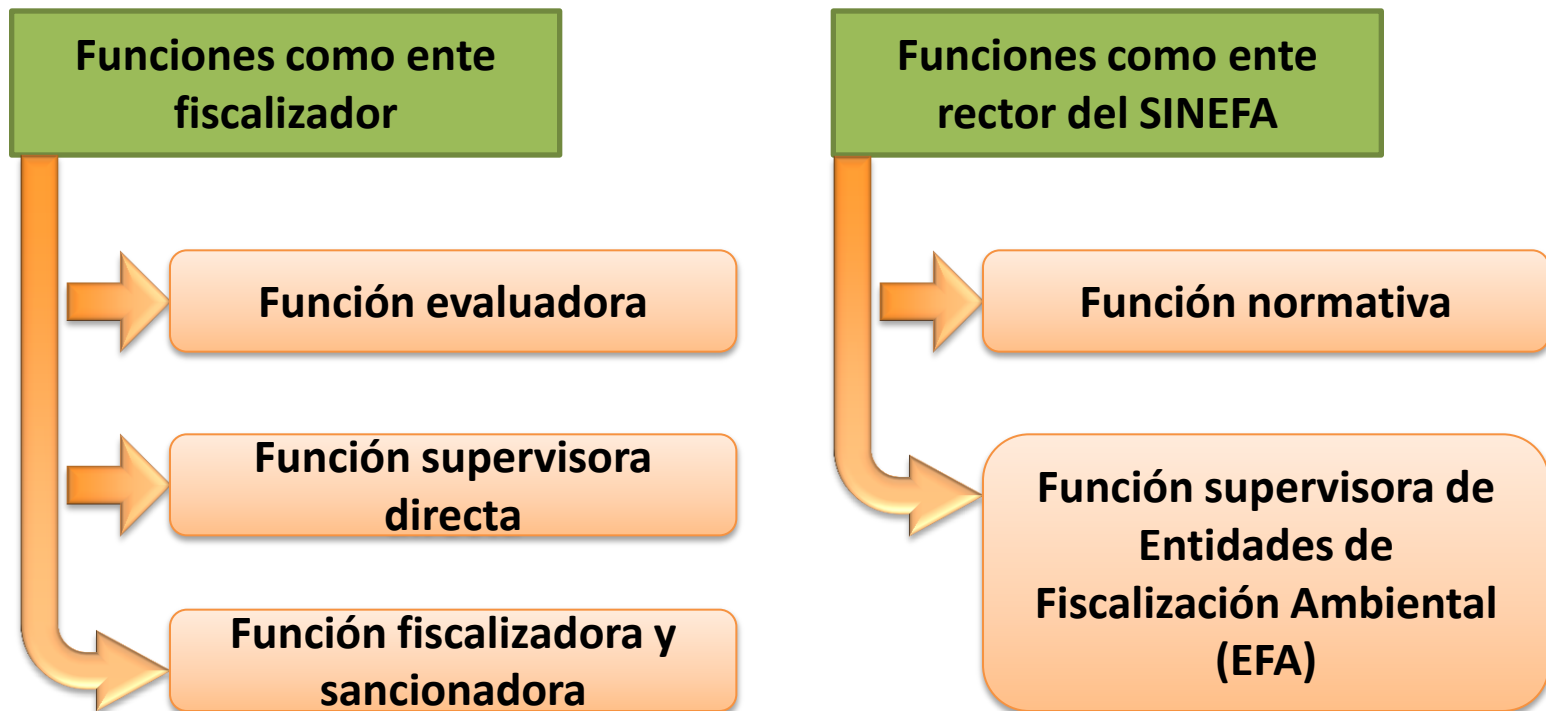 Funciones como ente
fiscalizador
Función evaluadora
Función supervisora
directa
Función fiscalizadora y
sancionadora
Funciones como ente
rector del SINEFA
Función normativa
Función supervisora de
Entidades de
Fiscalización Ambiental
(EFA)